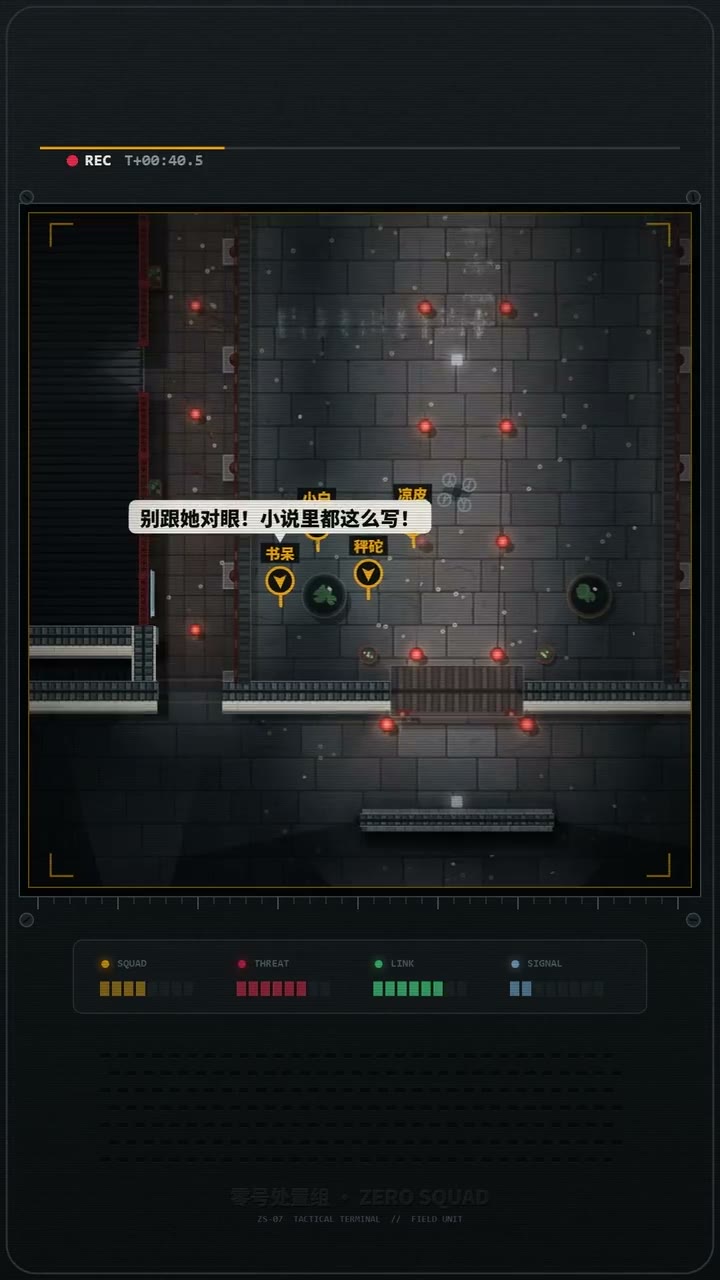 REC T+00:40.5
小白
凉皮
别跟她对眼！小说里都这么写！
书呆
秤砣
SQUAD
THREAT
LINK
SIGNAL
零号处置组 · ZERO SQUAD
ZS-07 TACTICAL TERMINAL // FIELD UNIT